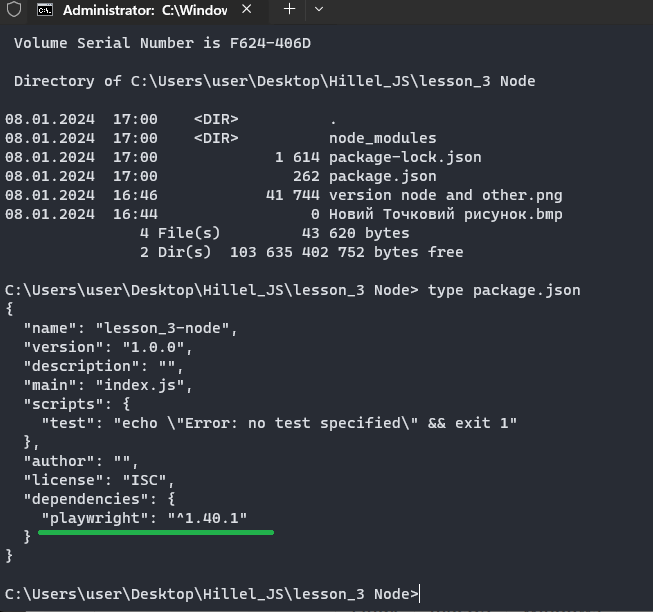 Administrator: C:\Window
Volume Serial Number is F624-406D
Directory of C:\Users\user\Desktop\Hillel_JS\lesson_3 Node
08.01.2024  17:00    <DIR>          .
08.01.2024  17:00    <DIR>          node_modules
08.01.2024  17:00             1 614 package-lock.json
08.01.2024  17:00               262 package.json
08.01.2024  16:46            41 744 version node and other.png
08.01.2024  16:44                 0 Новий Точковий рисунок.bmp
               4 File(s)         43 620 bytes
               2 Dir(s)  103 635 402 752 bytes free
C:\Users\user\Desktop\Hillel_JS\lesson_3 Node> type package.json
{
  "name": "lesson_3-node",
  "version": "1.0.0",
  "description": "",
  "main": "index.js",
  "scripts": {
    "test": "echo \"Error: no test specified\" && exit 1"
  },
  "author": "",
  "license": "ISC",
  "dependencies": {
    "playwright": "^1.40.1"
  }
}
C:\Users\user\Desktop\Hillel_JS\lesson_3 Node>